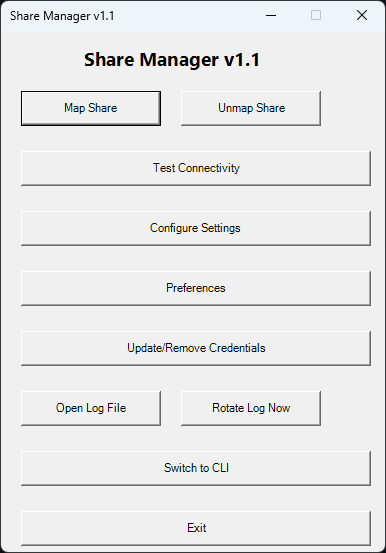 Share Manager v1.1
Share Manager v1.1
Map Share
Unmap Share
Test Connectivity
Configure Settings
Preferences
Update/Remove Credentials
Open Log File
Rotate Log Now
Switch to CLI
Exit